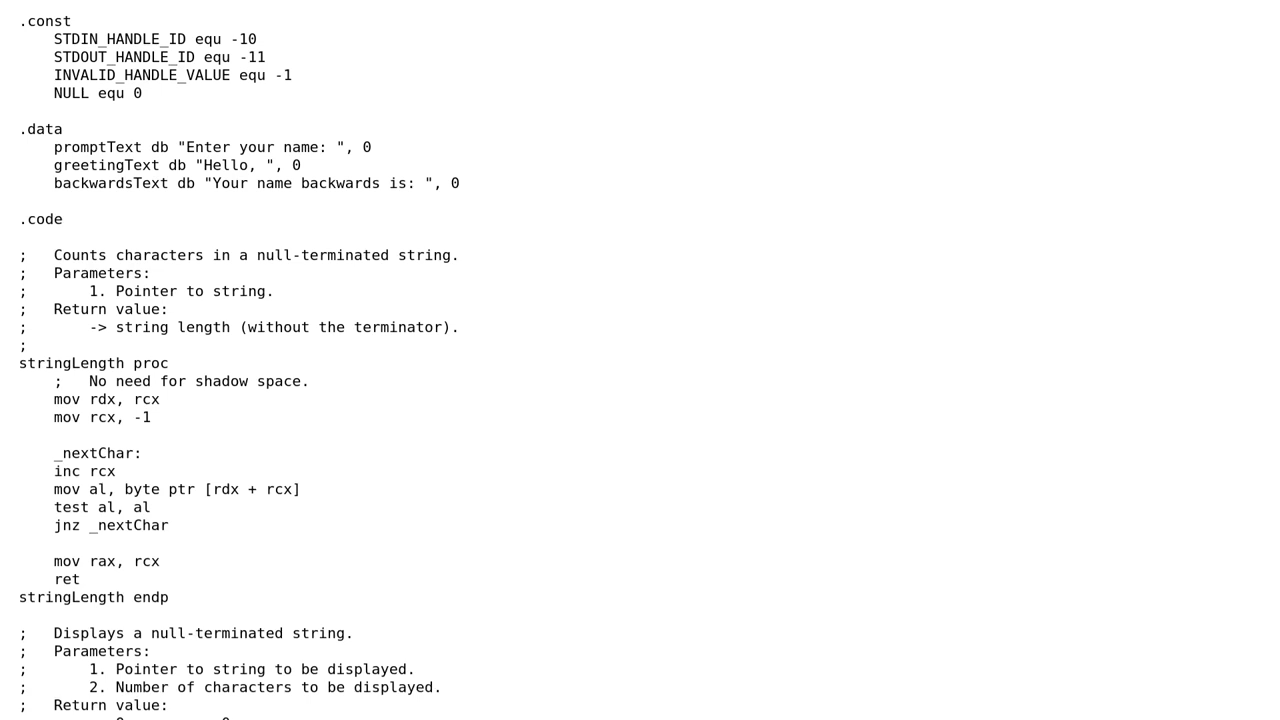 .const
    STDIN_HANDLE_ID equ -10
    STDOUT_HANDLE_ID equ -11
    INVALID_HANDLE_VALUE equ -1
    NULL equ 0

.data
    promptText db "Enter your name: ", 0
    greetingText db "Hello, ", 0
    backwardsText db "Your name backwards is: ", 0

.code

;   Counts characters in a null-terminated string.
;   Parameters:
;       1. Pointer to string.
;   Return value:
;       -> string length (without the terminator).
;
stringLength proc
    ;   No need for shadow space.
    mov rdx, rcx
    mov rcx, -1

    _nextChar:
    inc rcx
    mov al, byte ptr [rdx + rcx]
    test al, al
    jnz _nextChar

    mov rax, rcx
    ret
stringLength endp

;   Displays a null-terminated string.
;   Parameters:
;       1. Pointer to string to be displayed.
;       2. Number of characters to be displayed.
;   Return value: